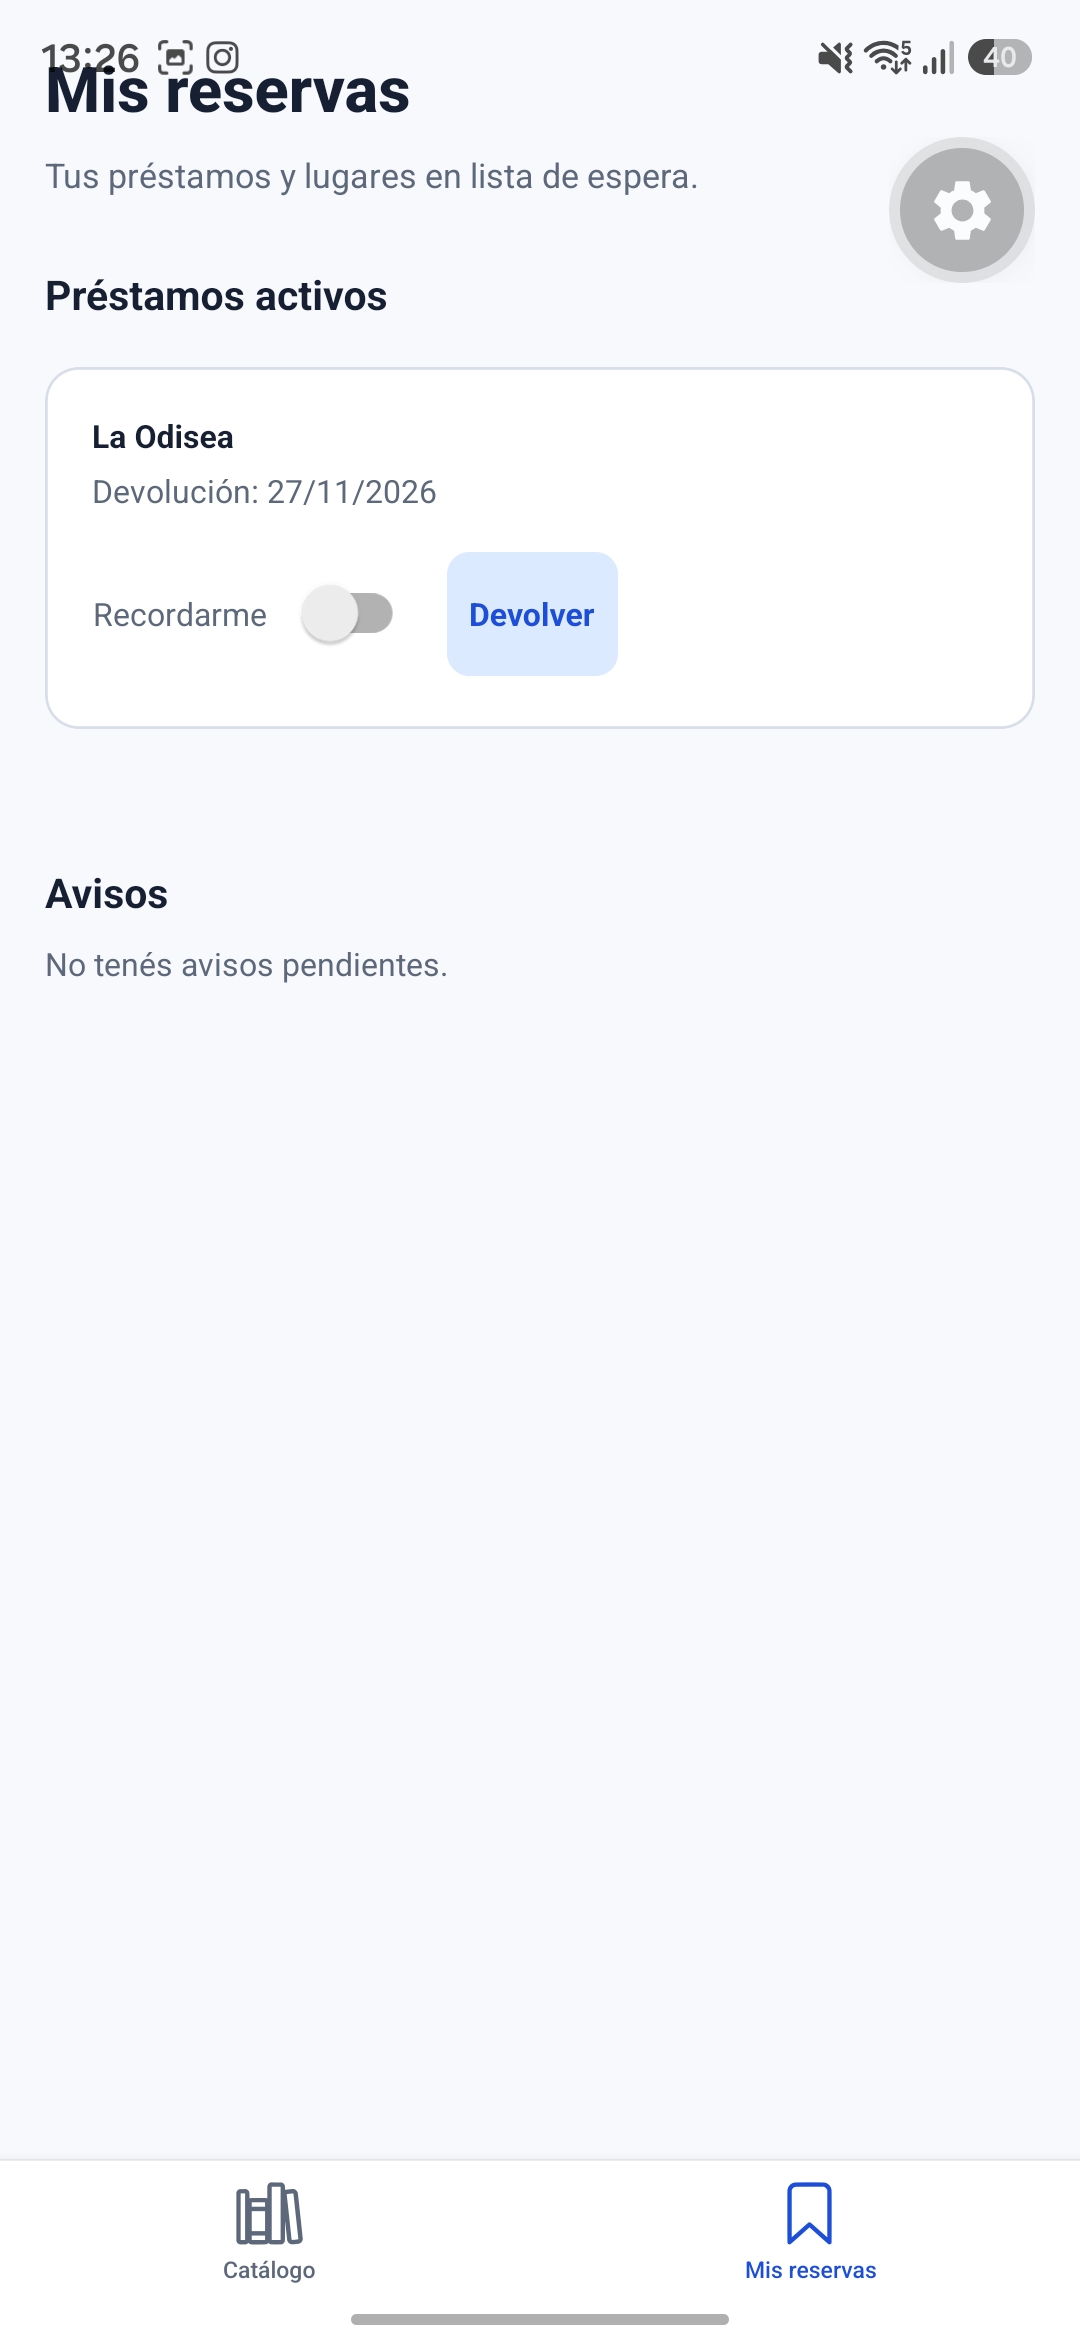 13:26
5
40
Mis reservas
Tus préstamos y lugares en lista de espera.
Préstamos activos
La Odisea
Devolución: 27/11/2026
Recordarme
Devolver
Avisos
No tenés avisos pendientes.
Catálogo
Mis reservas